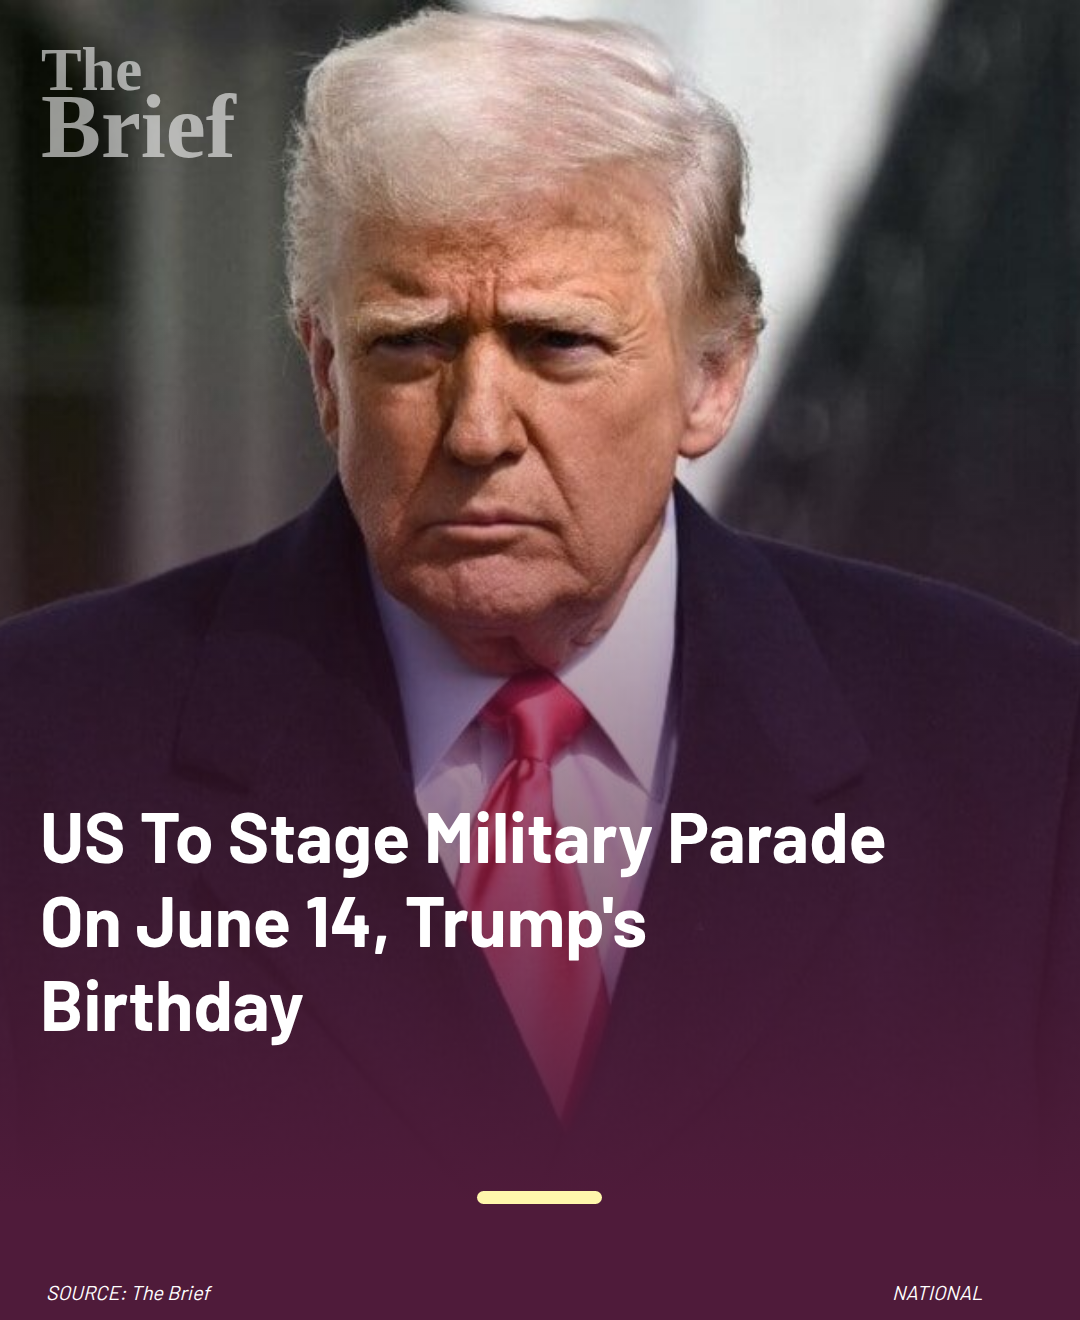 The
Brief
US To Stage Military Parade
On June 14, Trump's
Birthday
SOURCE: The Brief
NATIONAL